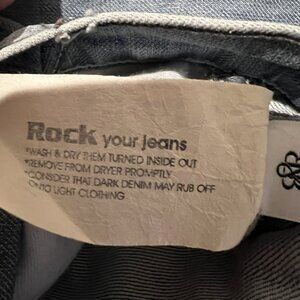 Rock your jeans
*WASH & DRY THEM TURNED INSIDE OUT
*REMOVE FROM DRYER PROMPTLY
*CONSIDER THAT DARK DENIM MAY RUB OFF
ONTO LIGHT CLOTHING